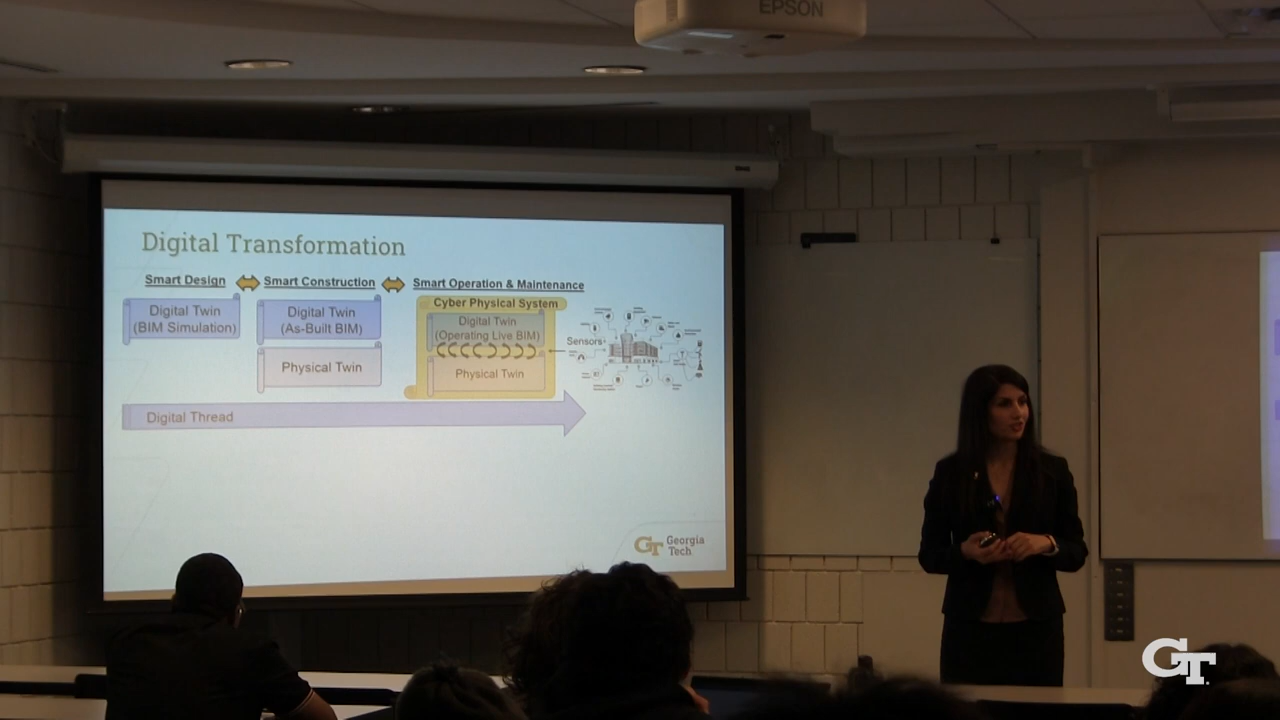 EPSON
Digital Transformation
Smart Design Smart Construction Smart Operation & Maintenance
Digital Twin
(BIM Simulation)
Digital Twin
(As-Built BIM)
Physical Twin
Cyber Physical System
Digital Twin
(Operating Live BIM)
Physical Twin
Sensors
Digital Thread
GT Georgia
Tech
GT